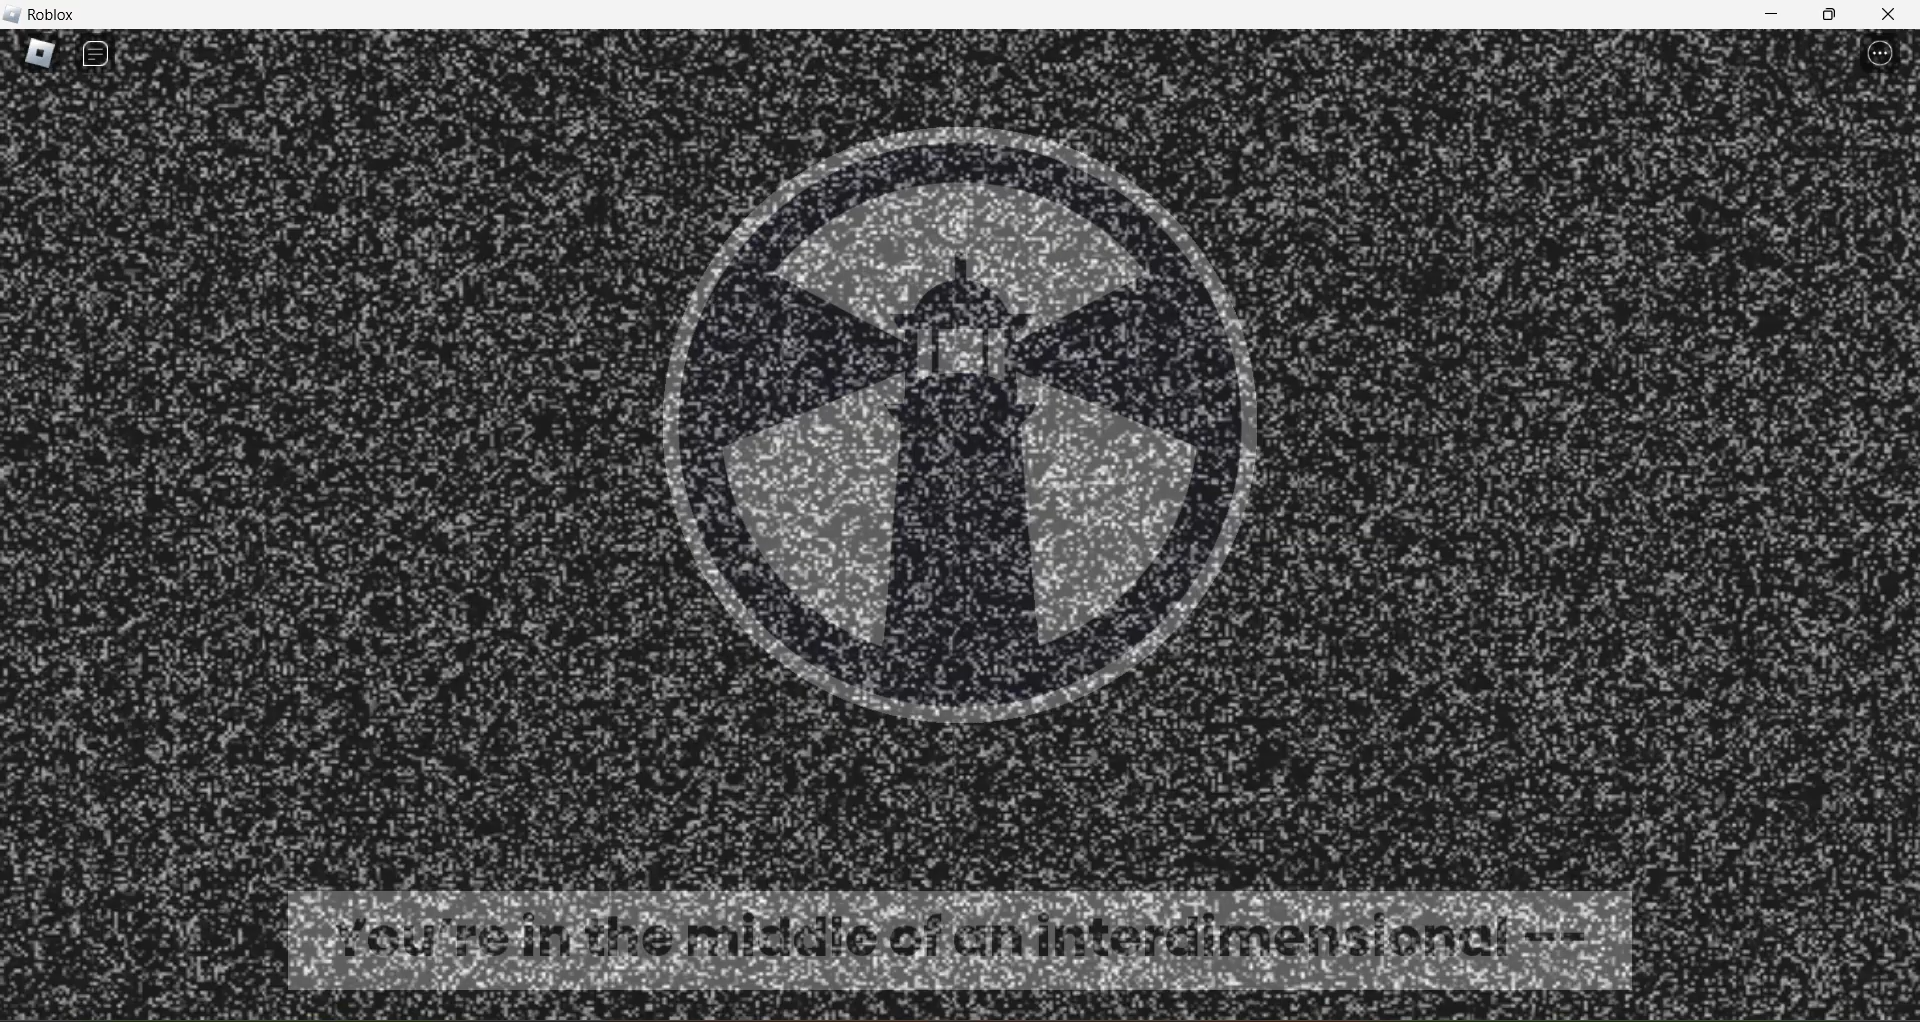 Roblox
You're in the middle of an interdimensional ---